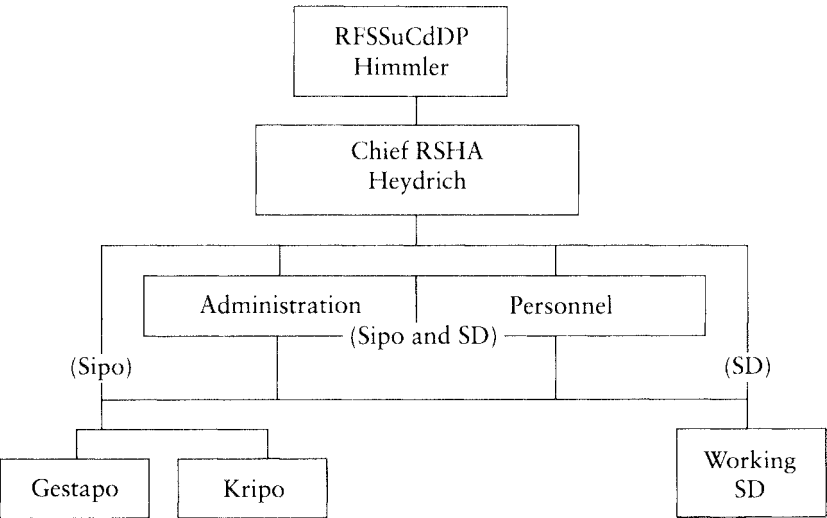 RFSSuCdDP
Himmler
Chief RSHA
Heydrich
Administration
Personnel
(Sipo and SD)
(Sipo)
(SD)
Gestapo
Kripo
Working
SD